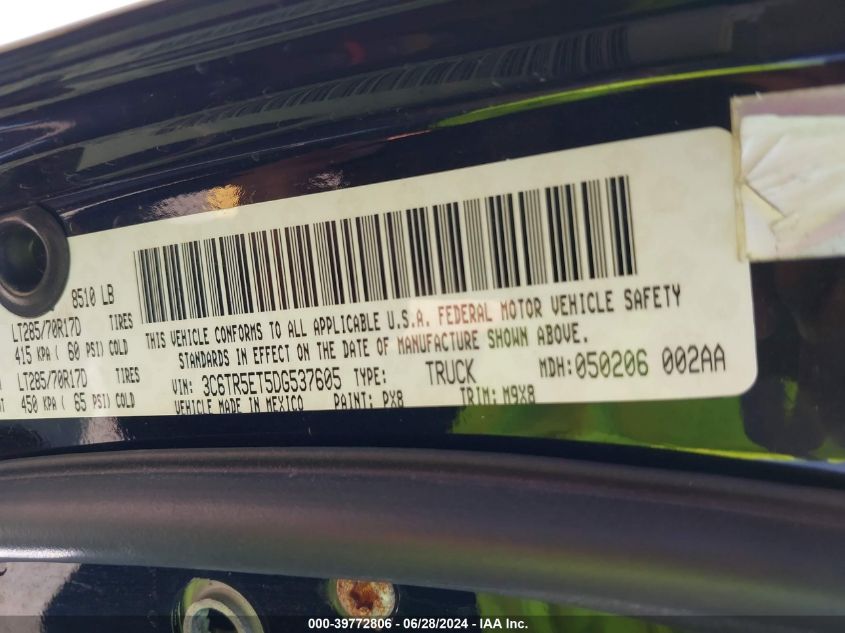 8510 LB
LT285/70R17D TIRES
415 KPA ( 60 PSI) COLD
LT285/70R17D TIRES
450 KPA ( 65 PSI) COLD
THIS VEHICLE CONFORMS TO ALL APPLICABLE U.S.A. FEDERAL MOTOR VEHICLE SAFETY
STANDARDS IN EFFECT ON THE DATE OF MANUFACTURE SHOWN ABOVE.
VIN: 3C6TR5ET5DG537605 TYPE: TRUCK MDH:050206 002AA
VEHICLE MADE IN MEXICO PAINT: PX8 TRIM: M9X8
000-39772806 - 06/28/2024 - IAA Inc.